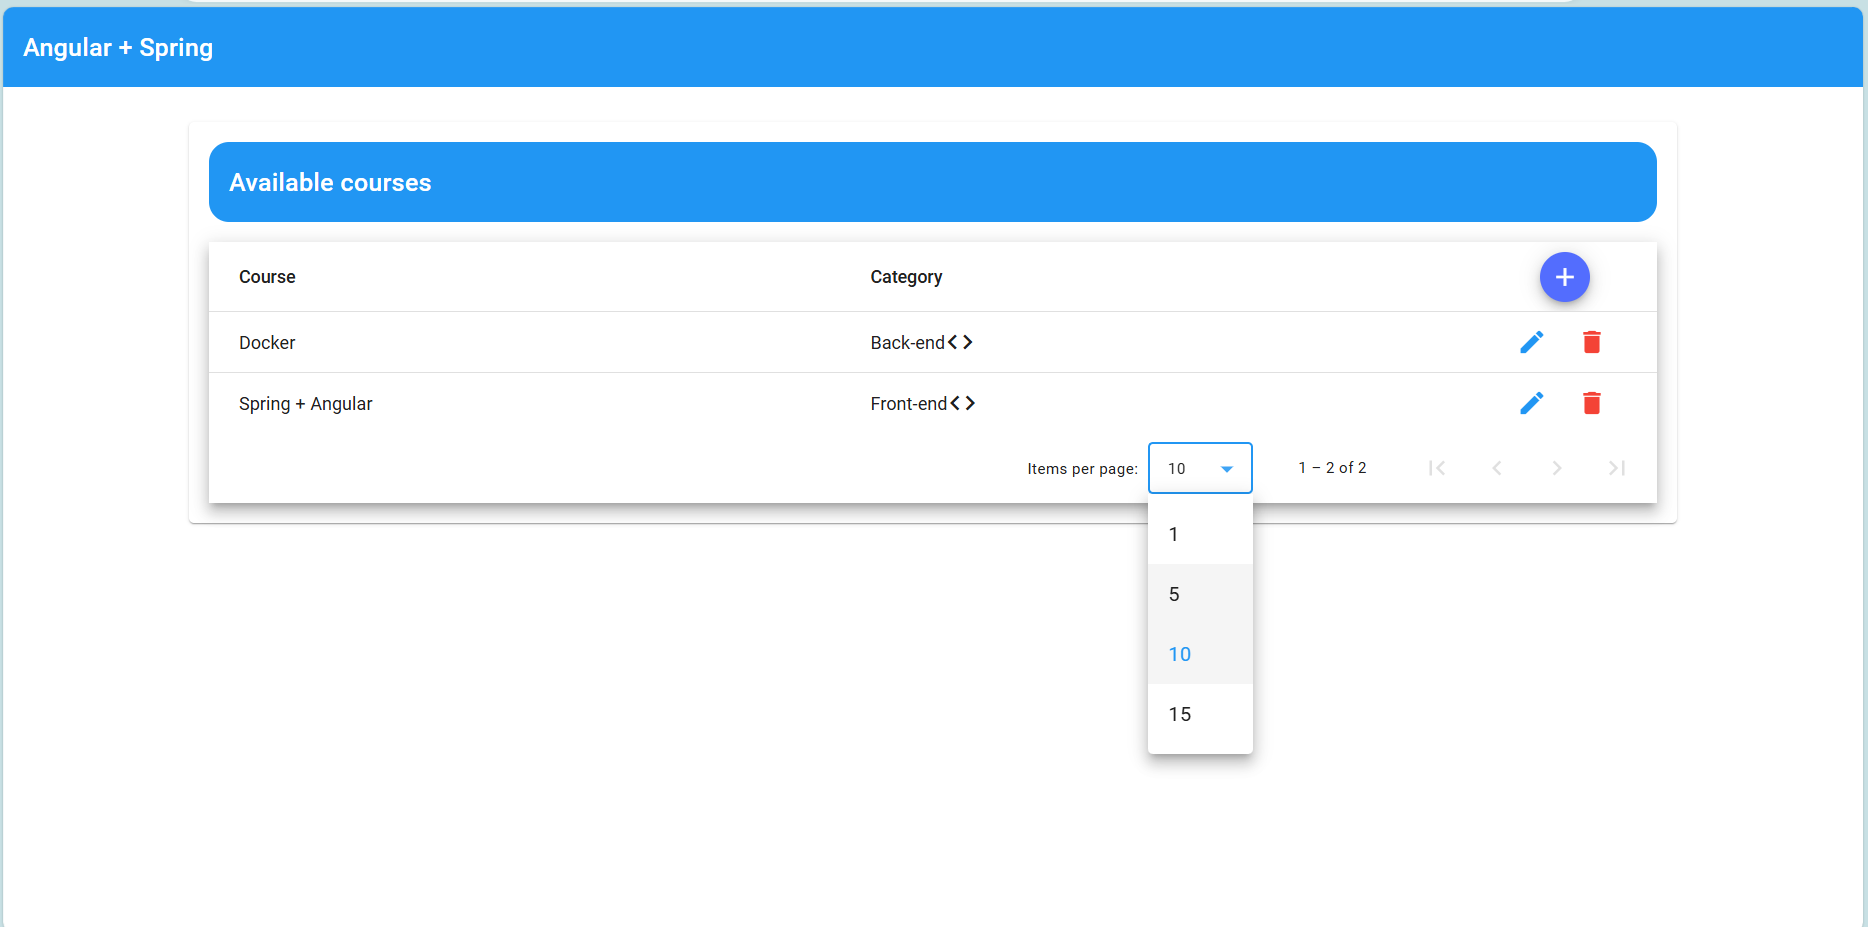 Angular + Spring
Available courses
Course Category
Docker Back-end
Spring + Angular Front-end
Items per page: 10 1 – 2 of 2
1
5
10
15